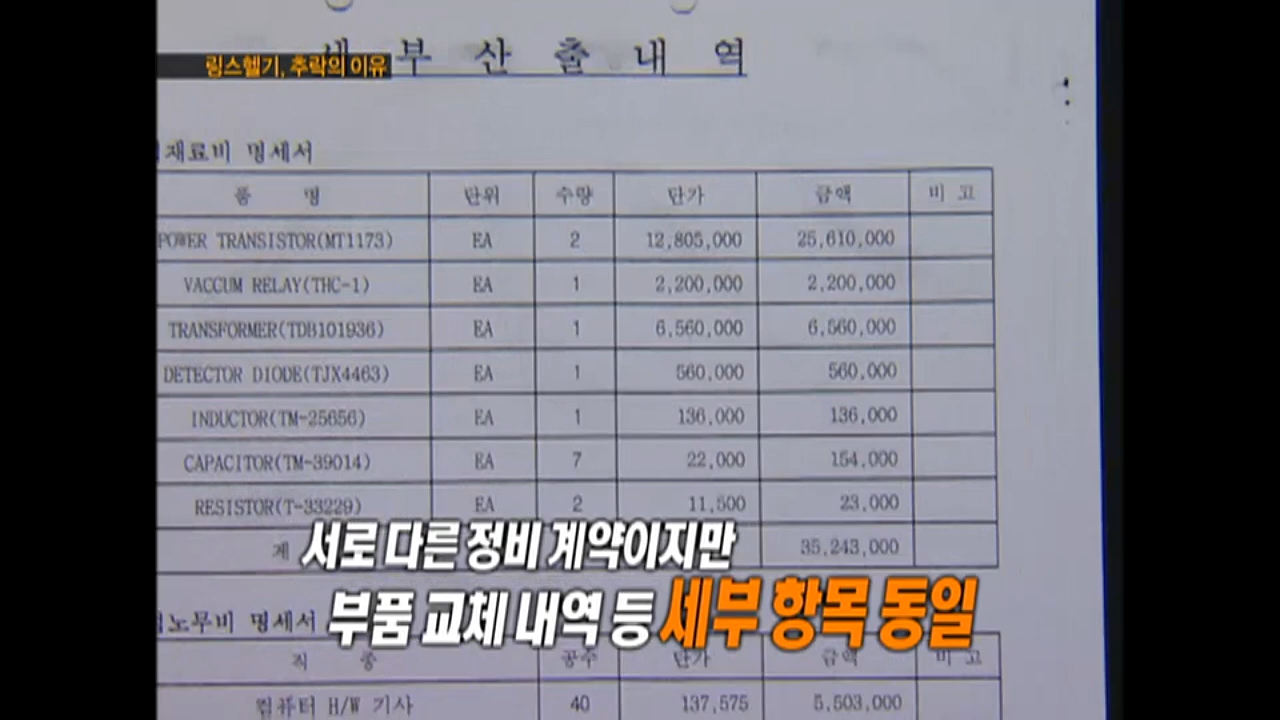 세 부 산 출 내 역
링스헬기, 추락의 이유
재료비 명세서
품 명 단위 수량 단가 금액 비 고
POWER TRANSISTOR(MT1173) EA 2 12,805,000 25,610,000
VACCUM RELAY(THC-1) EA 1 2,200,000 2,200,000
TRANSFORMER(TDB101936) EA 1 6,560,000 6,560,000
DETECTOR DIODE(TJX4463) EA 1 560,000 560,000
INDUCTOR(TM-25656) EA 1 136,000 136,000
CAPACITOR(TM-39014) EA 7 22,000 154,000
RESISTOR(T-33229) EA 2 11,500 23,000
계 35,243,000
서로 다른 정비 계약이지만
부품 교체 내역 등 세부 항목 동일
노무비 명세서
직 종 공수 단가 금액 비 고
컴퓨터 H/W 기사 40 137,575 5,503,000